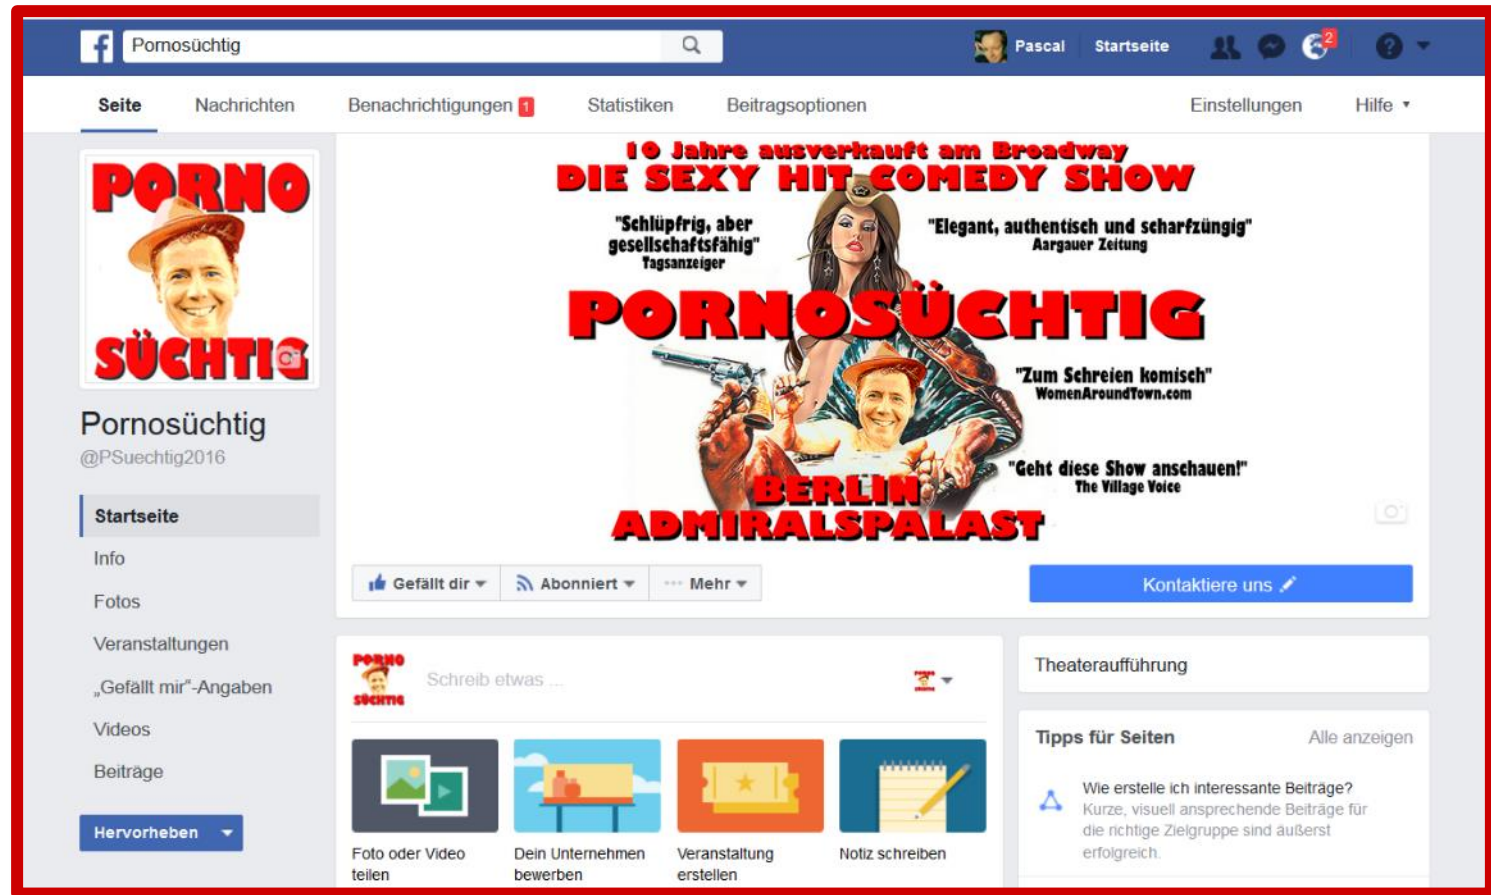 Pornosüchtig
Pascal
Startseite
2
Seite
Nachrichten
Benachrichtigungen 1
Statistiken
Beitragsoptionen
Einstellungen
Hilfe
PORNO
SÜCHTIG
Pornosüchtig
@PSuechtig2016
Startseite
Info
Fotos
Veranstaltungen
„Gefällt mir“-Angaben
Videos
Beiträge
Hervorheben
10 Jahre ausverkauft am Broadway
DIE SEXY HIT COMEDY SHOW
"Schlüpfrig, aber
gesellschaftsfähig"
Tagsanzeiger
"Elegant, authentisch und scharfzüngig"
Aargauer Zeitung
PORNOSÜCHTIG
"Zum Schreien komisch"
WomenAroundTown.com
"Geht diese Show anschauen!"
The Village Voice
BERLIN
ADMIRALSPALAST
Gefällt dir
Abonniert
Mehr
Kontaktiere uns
PORNO
SÜCHTIG
Schreib etwas ...
Foto oder Video
teilen
Dein Unternehmen
bewerben
Veranstaltung
erstellen
Notiz schreiben
Theateraufführung
Tipps für Seiten
Alle anzeigen
Wie erstelle ich interessante Beiträge?
Kurze, visuell ansprechende Beiträge für
die richtige Zielgruppe sind äußerst
erfolgreich.